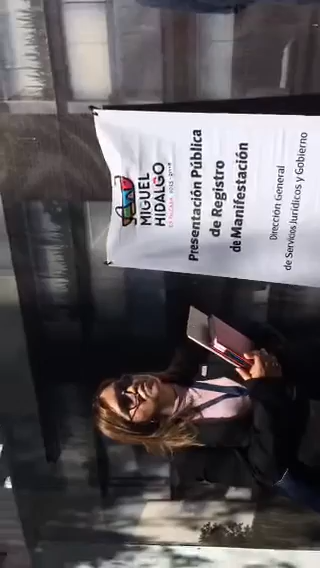 MIGUEL
HIDALGO
Presentación Pública
de Registro
de Manifestación
Dirección General
de Servicios Jurídicos y Gobierno